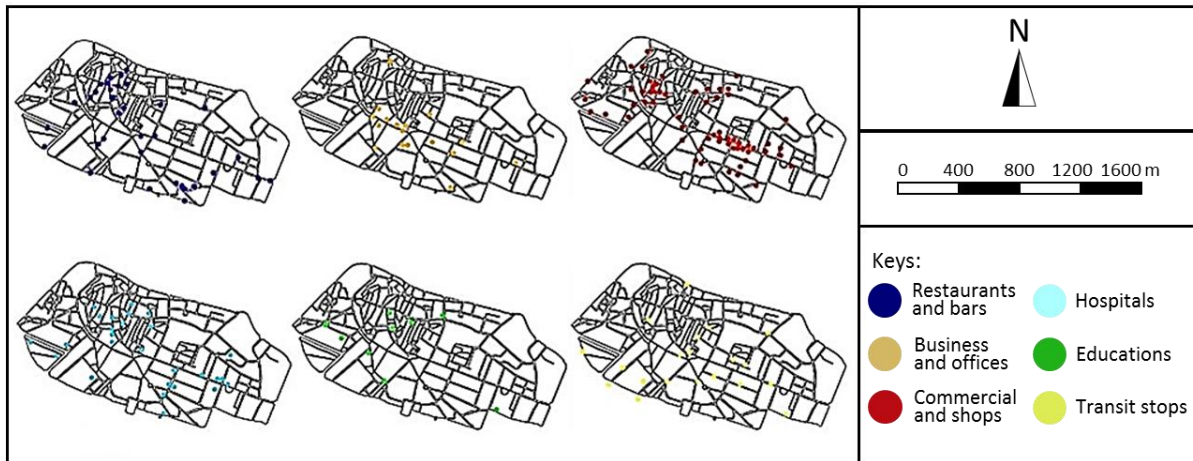 N
0 400 800 1200 1600 m
Keys:
Restaurants
and bars
Hospitals
Business
and offices
Educations
Commercial
and shops
Transit stops